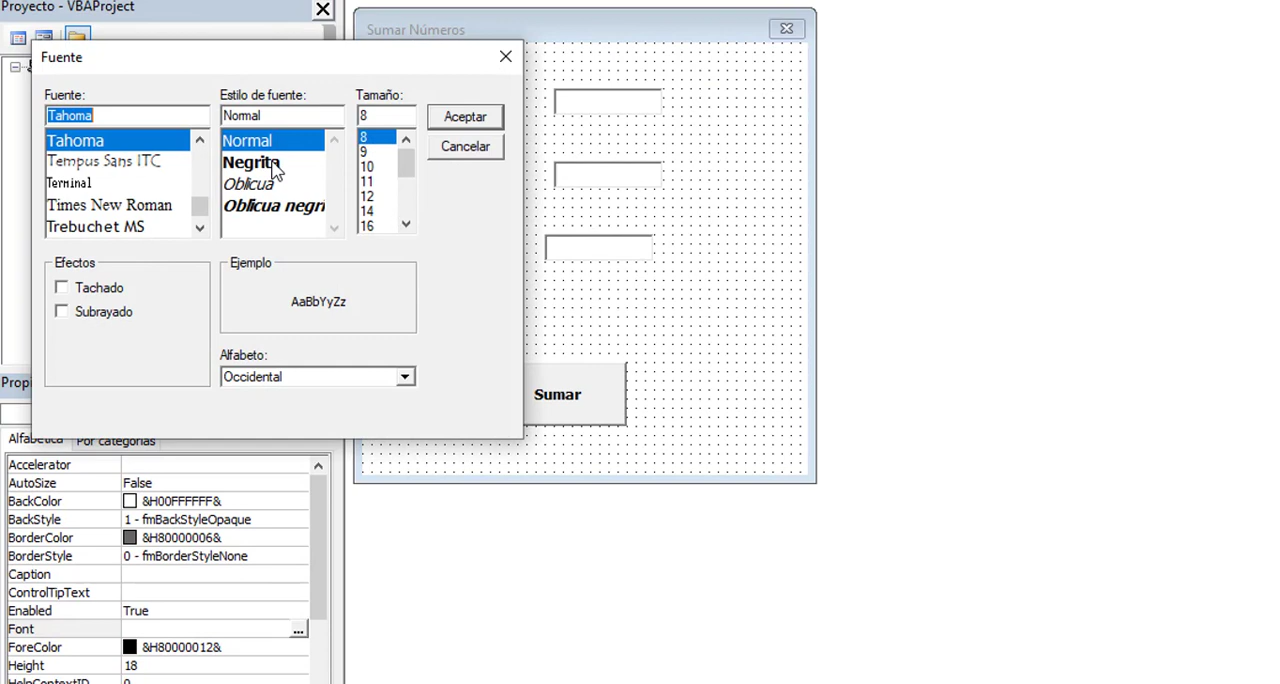 Proyecto - VBAProject
Fuente
Fuente:
Tahoma
Tahoma
Tempus Sans ITC
Terminal
Times New Roman
Trebuchet MS
Estilo de fuente:
Normal
Normal
Negrita
Oblicua
Oblicua negri
Tamaño:
8
8
9
10
11
12
14
16
Aceptar
Cancelar
Efectos
Tachado
Subrayado
Ejemplo
AaBbYyZz
Alfabeto:
Occidental
Sumar Números
Sumar
Propi
Alfabética
Por categorías
Accelerator
AutoSize False
BackColor &H00FFFFFF&
BackStyle 1 - fmBackStyleOpaque
BorderColor &H80000006&
BorderStyle 0 - fmBorderStyleNone
Caption
ControlTipText
Enabled True
Font ...
ForeColor &H80000012&
Height 18
HelpContextID 0